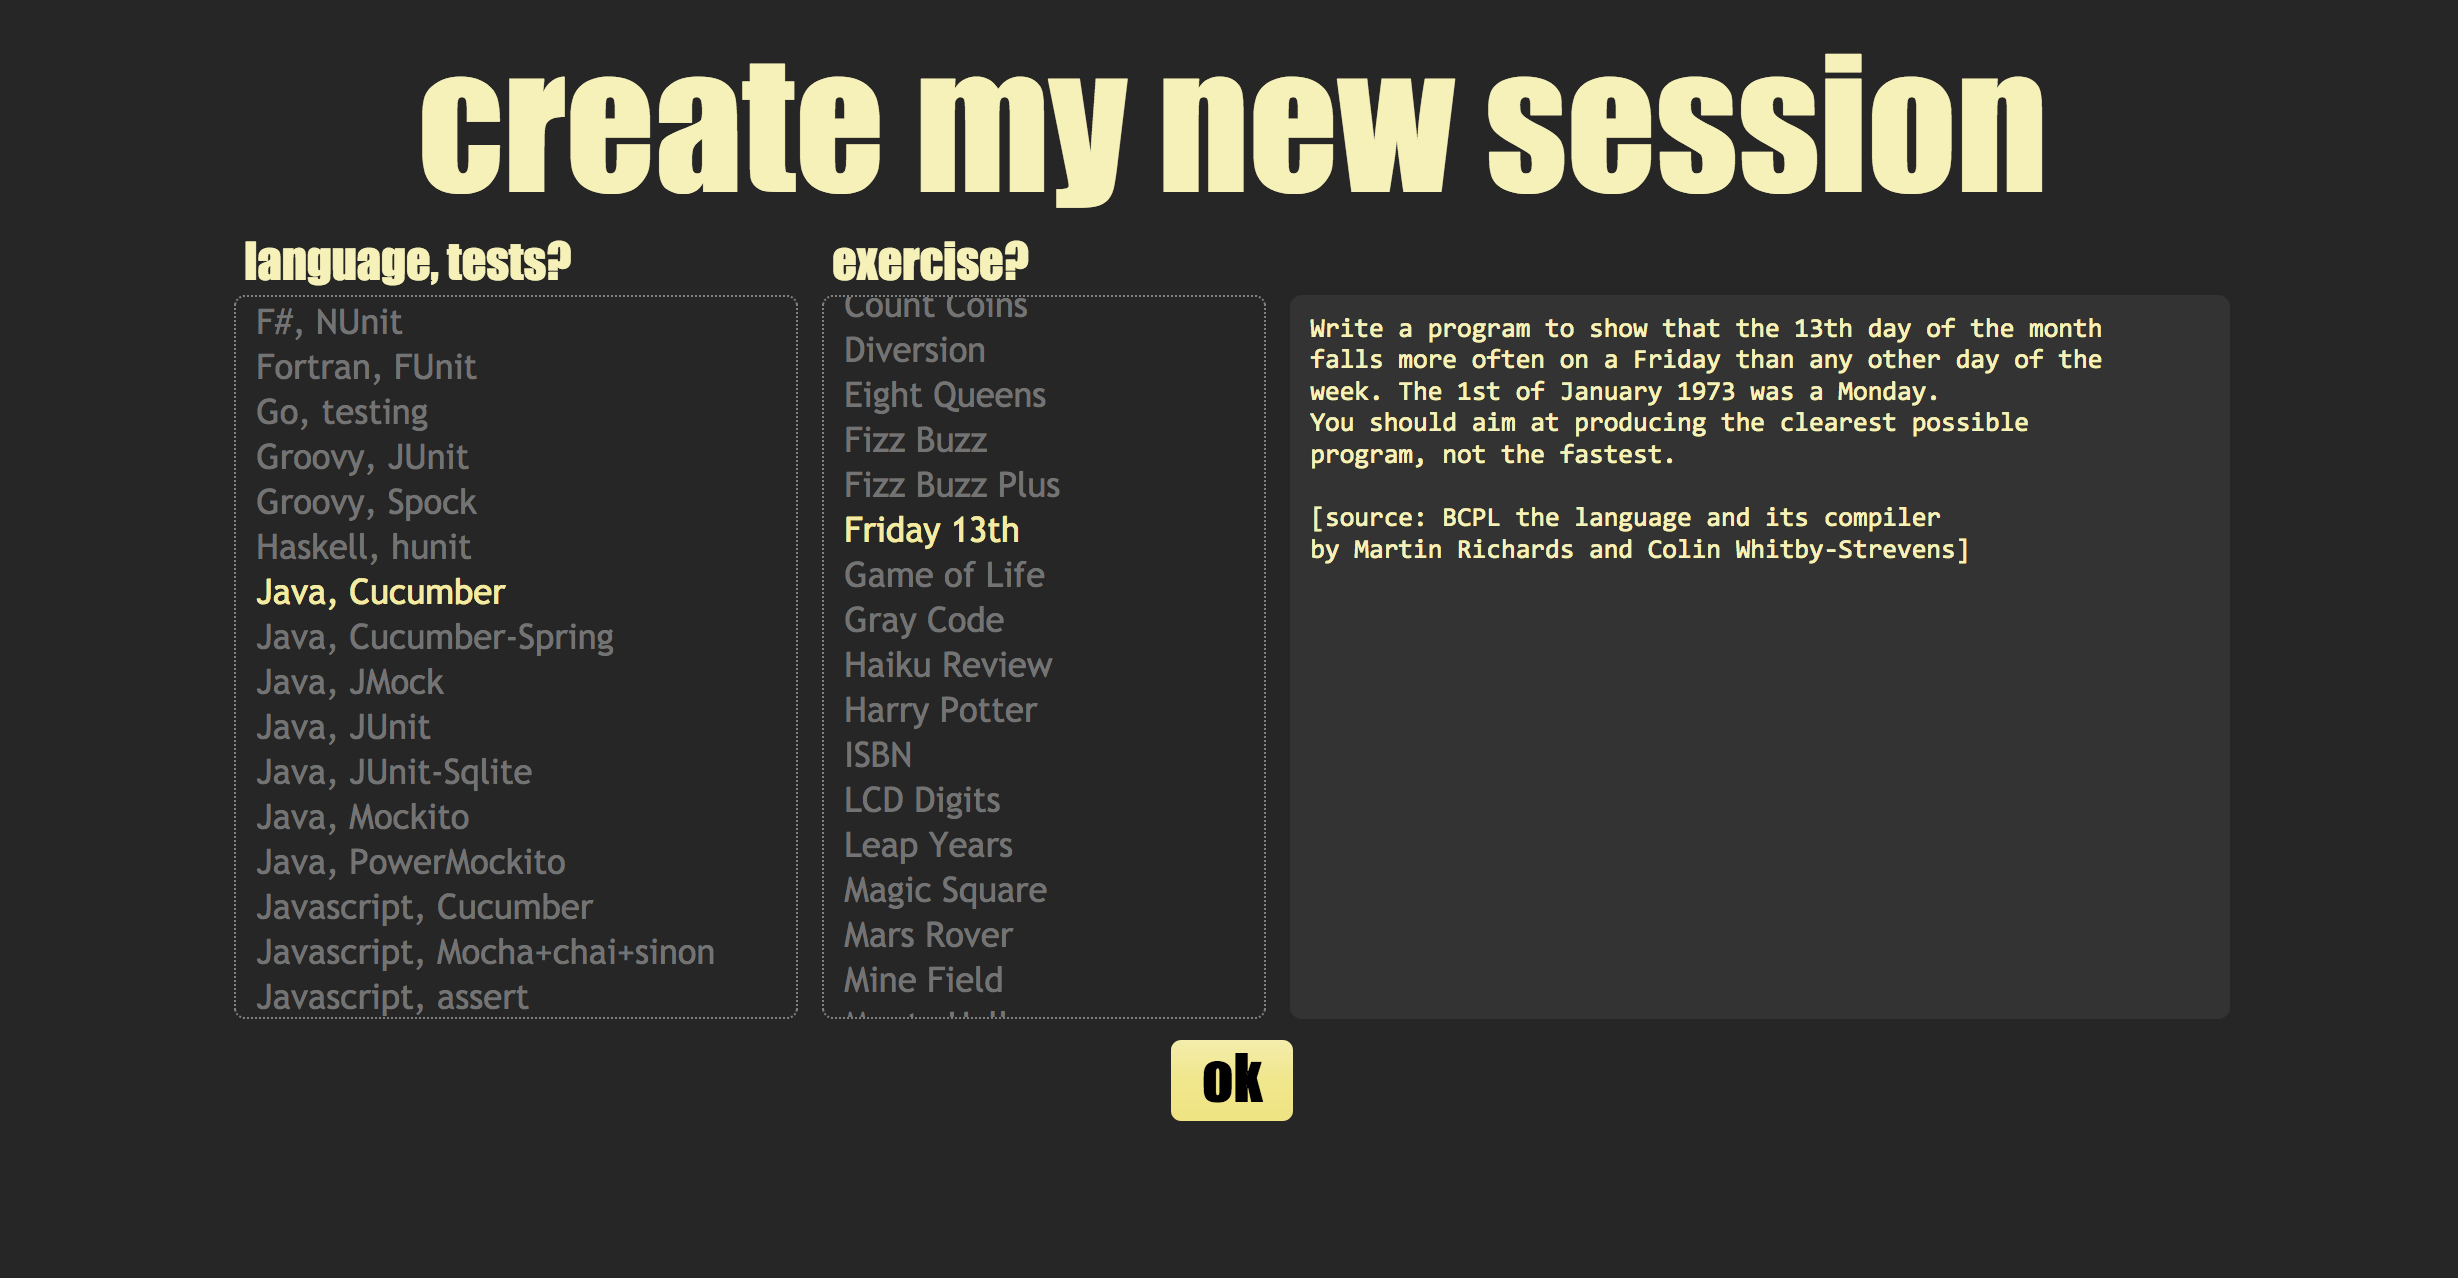 create my new session
language, tests?
F#, NUnit
Fortran, FUnit
Go, testing
Groovy, JUnit
Groovy, Spock
Haskell, hunit
Java, Cucumber
Java, Cucumber-Spring
Java, JMock
Java, JUnit
Java, JUnit-Sqlite
Java, Mockito
Java, PowerMockito
Javascript, Cucumber
Javascript, Mocha+chai+sinon
Javascript, assert
exercise?
Count Coins
Diversion
Eight Queens
Fizz Buzz
Fizz Buzz Plus
Friday 13th
Game of Life
Gray Code
Haiku Review
Harry Potter
ISBN
LCD Digits
Leap Years
Magic Square
Mars Rover
Mine Field
Write a program to show that the 13th day of the month
falls more often on a Friday than any other day of the
week. The 1st of January 1973 was a Monday.
You should aim at producing the clearest possible
program, not the fastest.
[source: BCPL the language and its compiler
by Martin Richards and Colin Whitby-Strevens]
ok